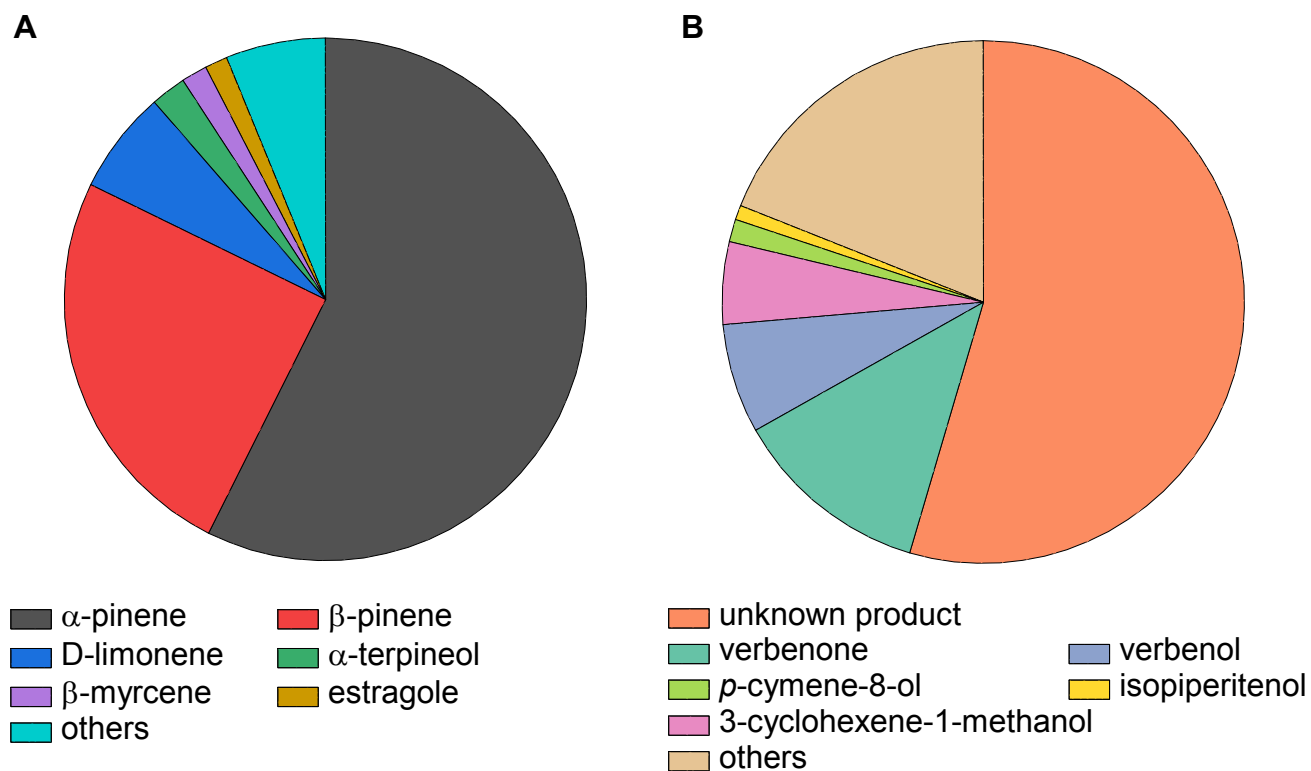 A
B
α-pinene β-pinene
D-limonene α-terpineol
β-myrcene estragole
others
unknown product
verbenone verbenol
p-cymene-8-ol isopiperitenol
3-cyclohexene-1-methanol
others